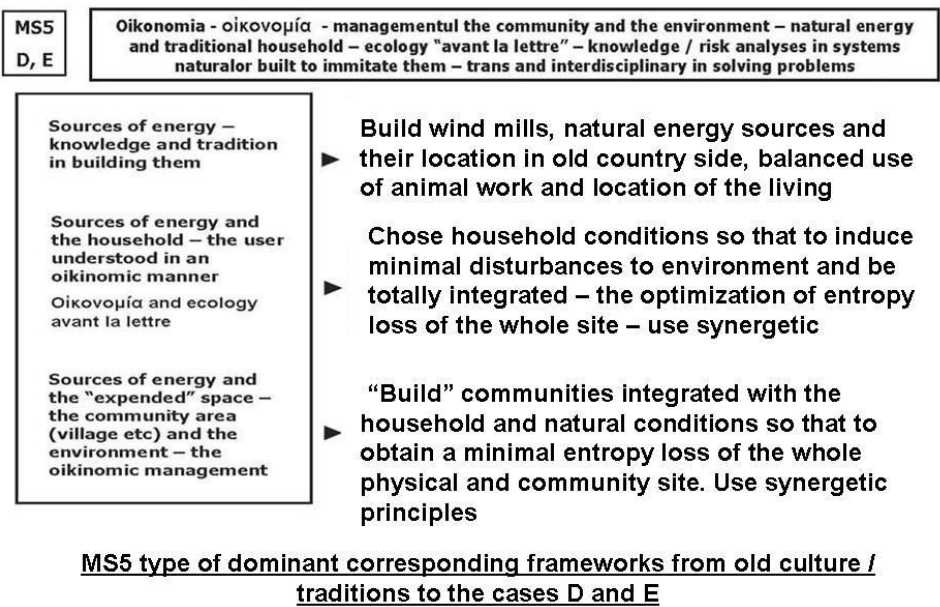 MS5
D, E
Oikonomia - οἰκονομία - managementul the community and the environment – natural energy
and traditional household – ecology “avant la lettre” – knowledge / risk analyses in systems
naturalor built to immitate them – trans and interdisciplinary in solving problems
Sources of energy –
knowledge and tradition
in building them
Build wind mills, natural energy sources and
their location in old country side, balanced use
of animal work and location of the living
Sources of energy and
the household – the user
understood in an
oikinomic manner
Οἰκονομία and ecology
avant la lettre
Chose household conditions so that to induce
minimal disturbances to environment and be
totally integrated – the optimization of entropy
loss of the whole site – use synergetic
Sources of energy and
the “expended” space –
the community area
(village etc) and the
environment – the
oikinomic management
“Build” communities integrated with the
household and natural conditions so that to
obtain a minimal entropy loss of the whole
physical and community site. Use synergetic
principles
MS5 type of dominant corresponding frameworks from old culture /
traditions to the cases D and E